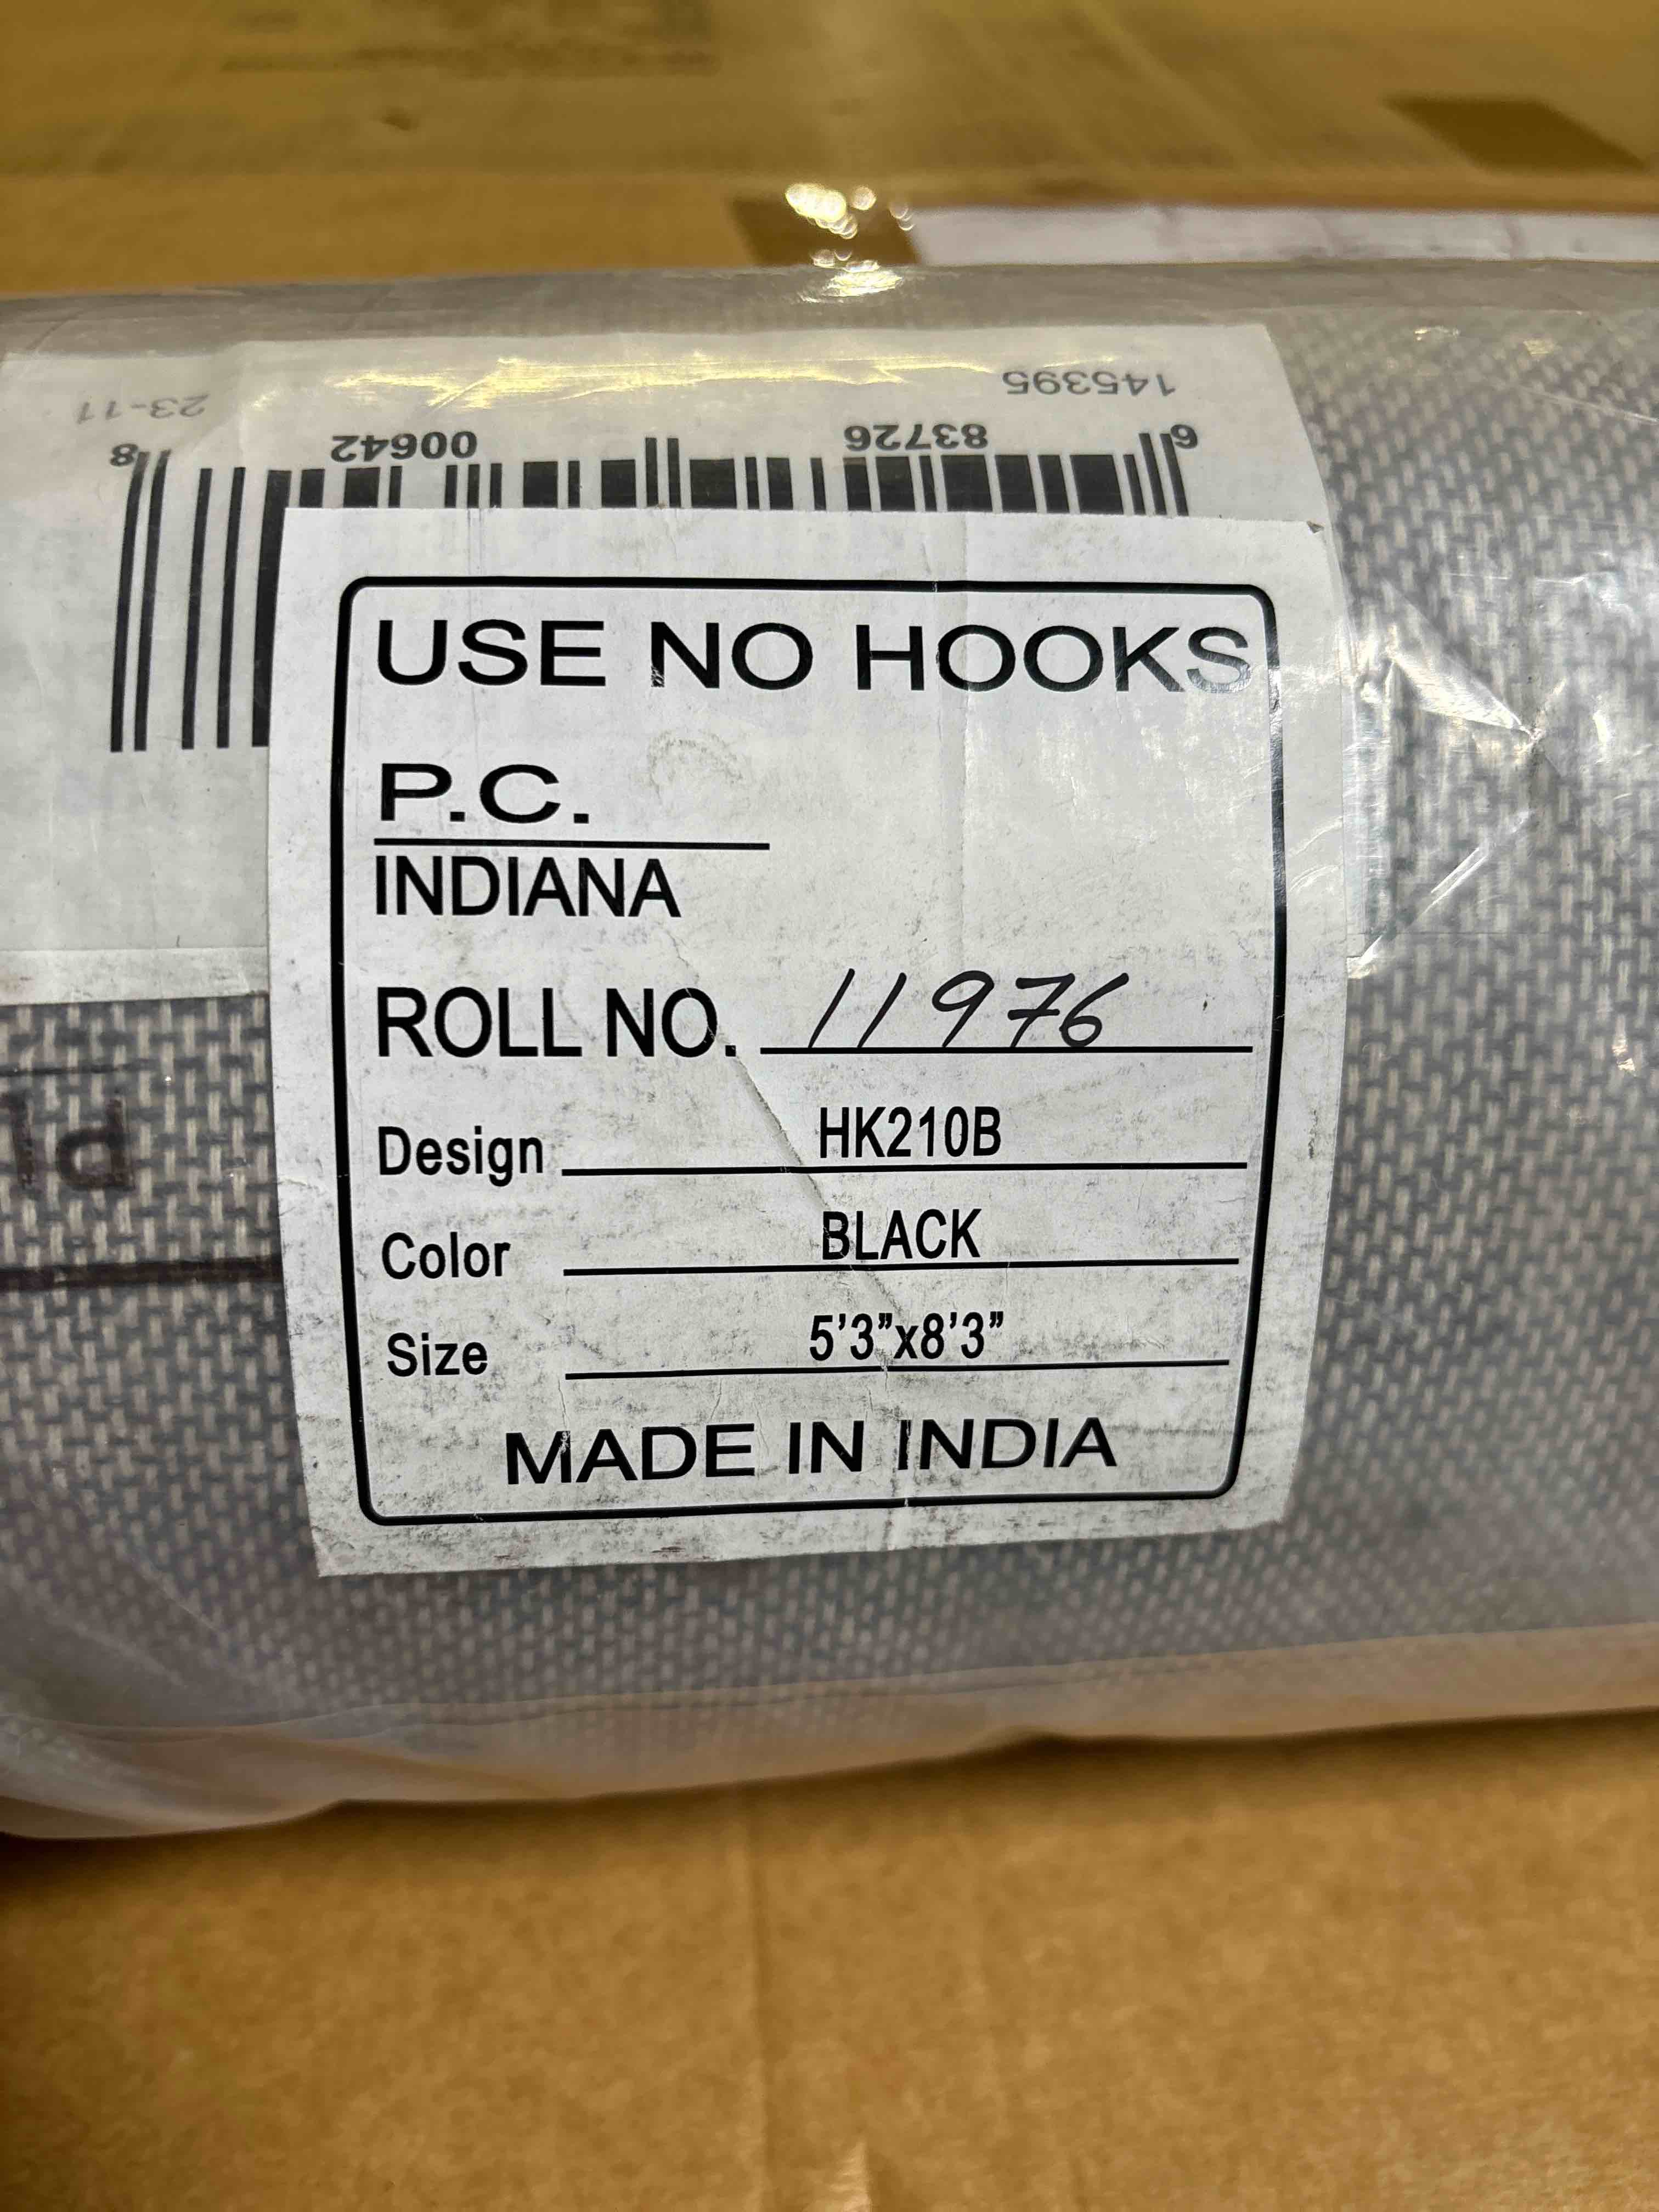 145395
23-11
6 83726 00642 8
USE NO HOOKS
P.C.
INDIANA
ROLL NO. 11976
Design HK210B
Color BLACK
Size 5'3"x8'3"
MADE IN INDIA